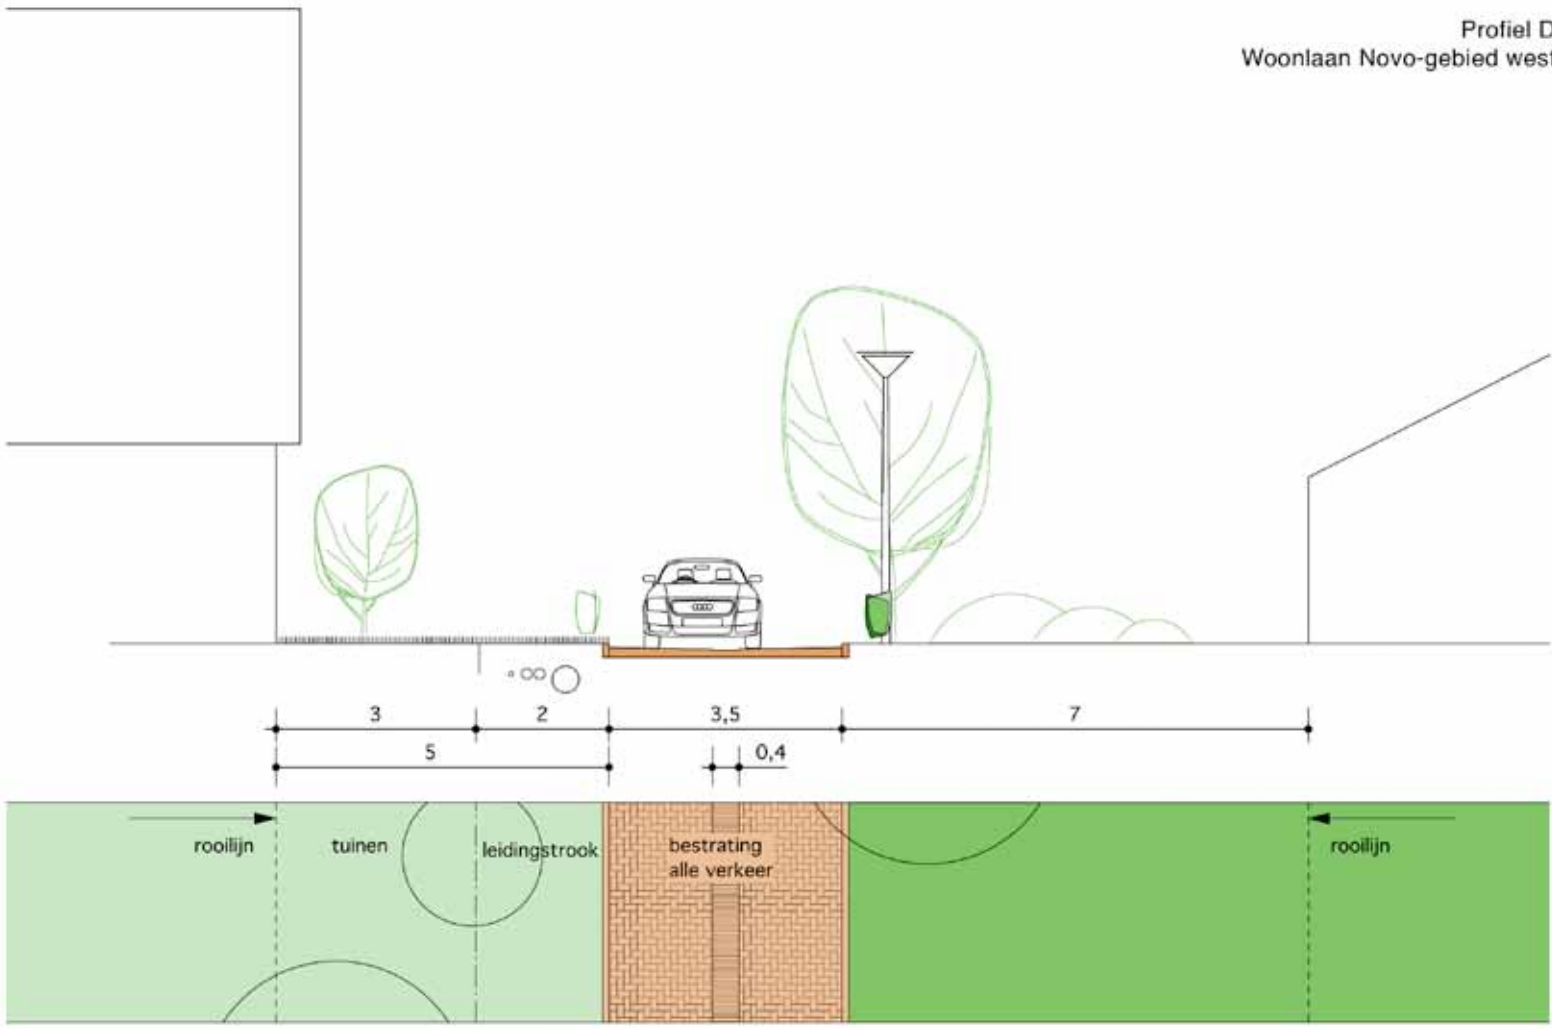 Profiel D
Woonlaan Novo-gebied west
3
2
3,5
7
5
0,4
rooilijn
tuinen
leidingstrook
bestrating
alle verkeer
rooilijn